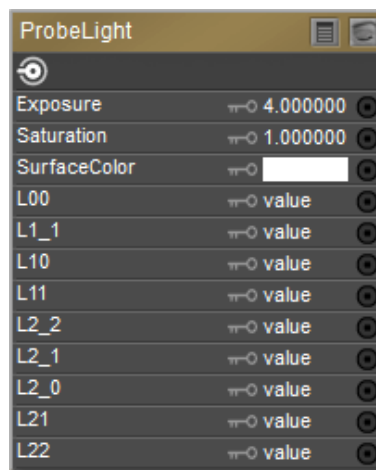 ProbeLight
Exposure 4.000000
Saturation 1.000000
SurfaceColor
L00 value
L1_1 value
L10 value
L11 value
L2_2 value
L2_1 value
L2_0 value
L21 value
L22 value